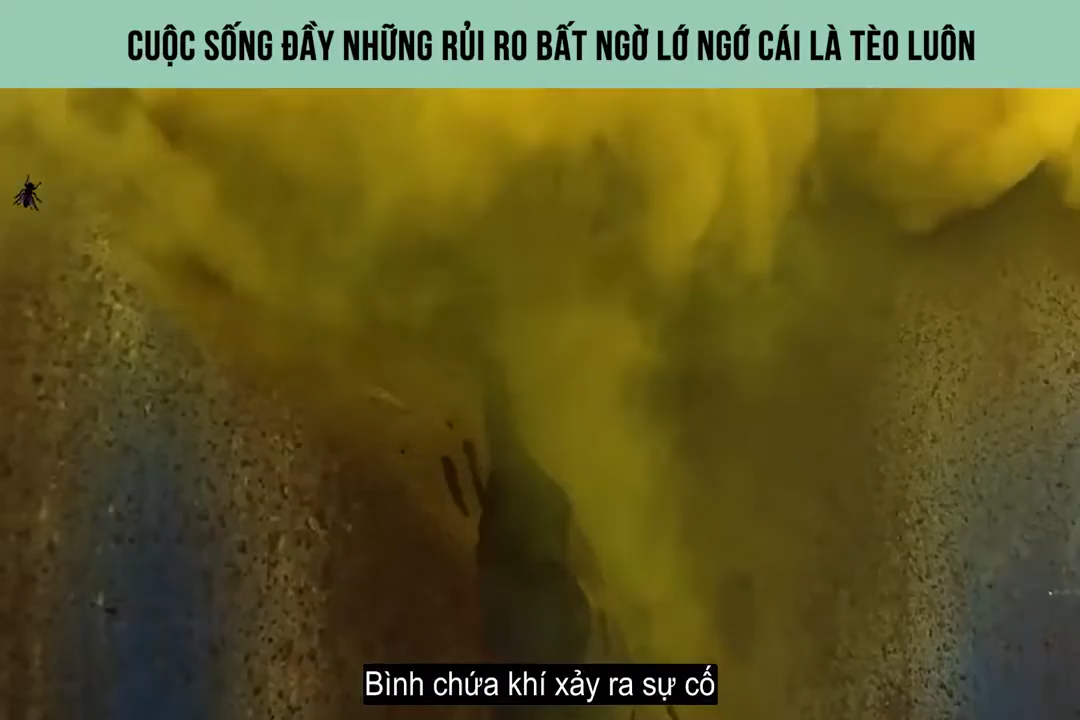 CUỘC SỐNG ĐẦY NHỮNG RỦI RO BẤT NGỜ LỚ NGỚ CÁI LÀ TÈO LUÔN
Bình chứa khí xảy ra sự cố